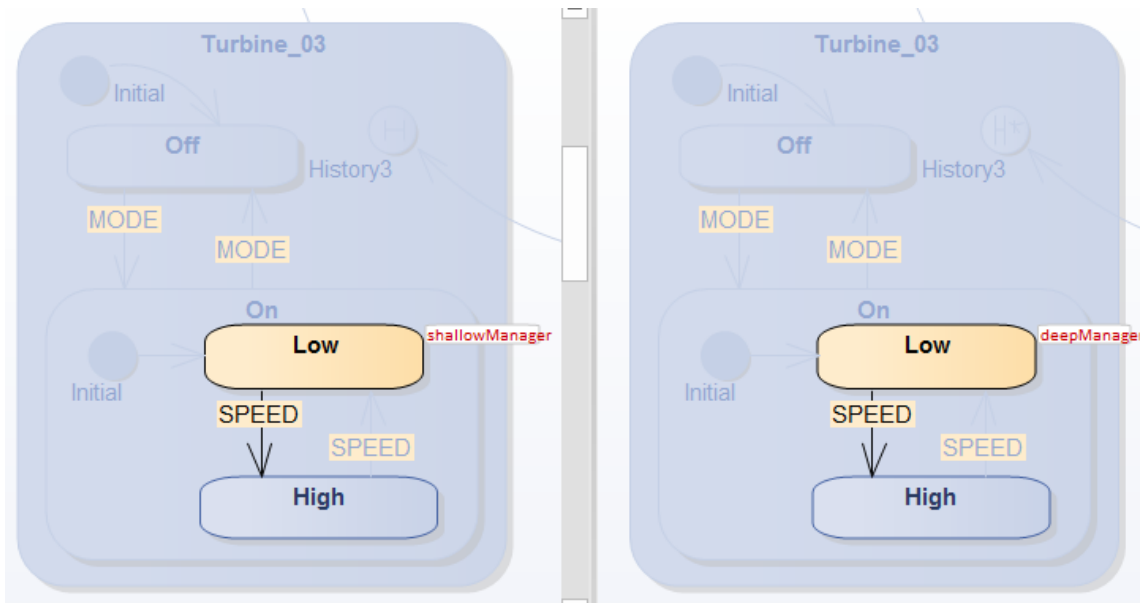 Turbine_03
Initial
Off
H
History3
MODE
MODE
On
Low
shallowManager
Initial
SPEED
SPEED
High
Turbine_03
Initial
Off
H*
History3
MODE
MODE
On
Low
deepManager
Initial
SPEED
SPEED
High